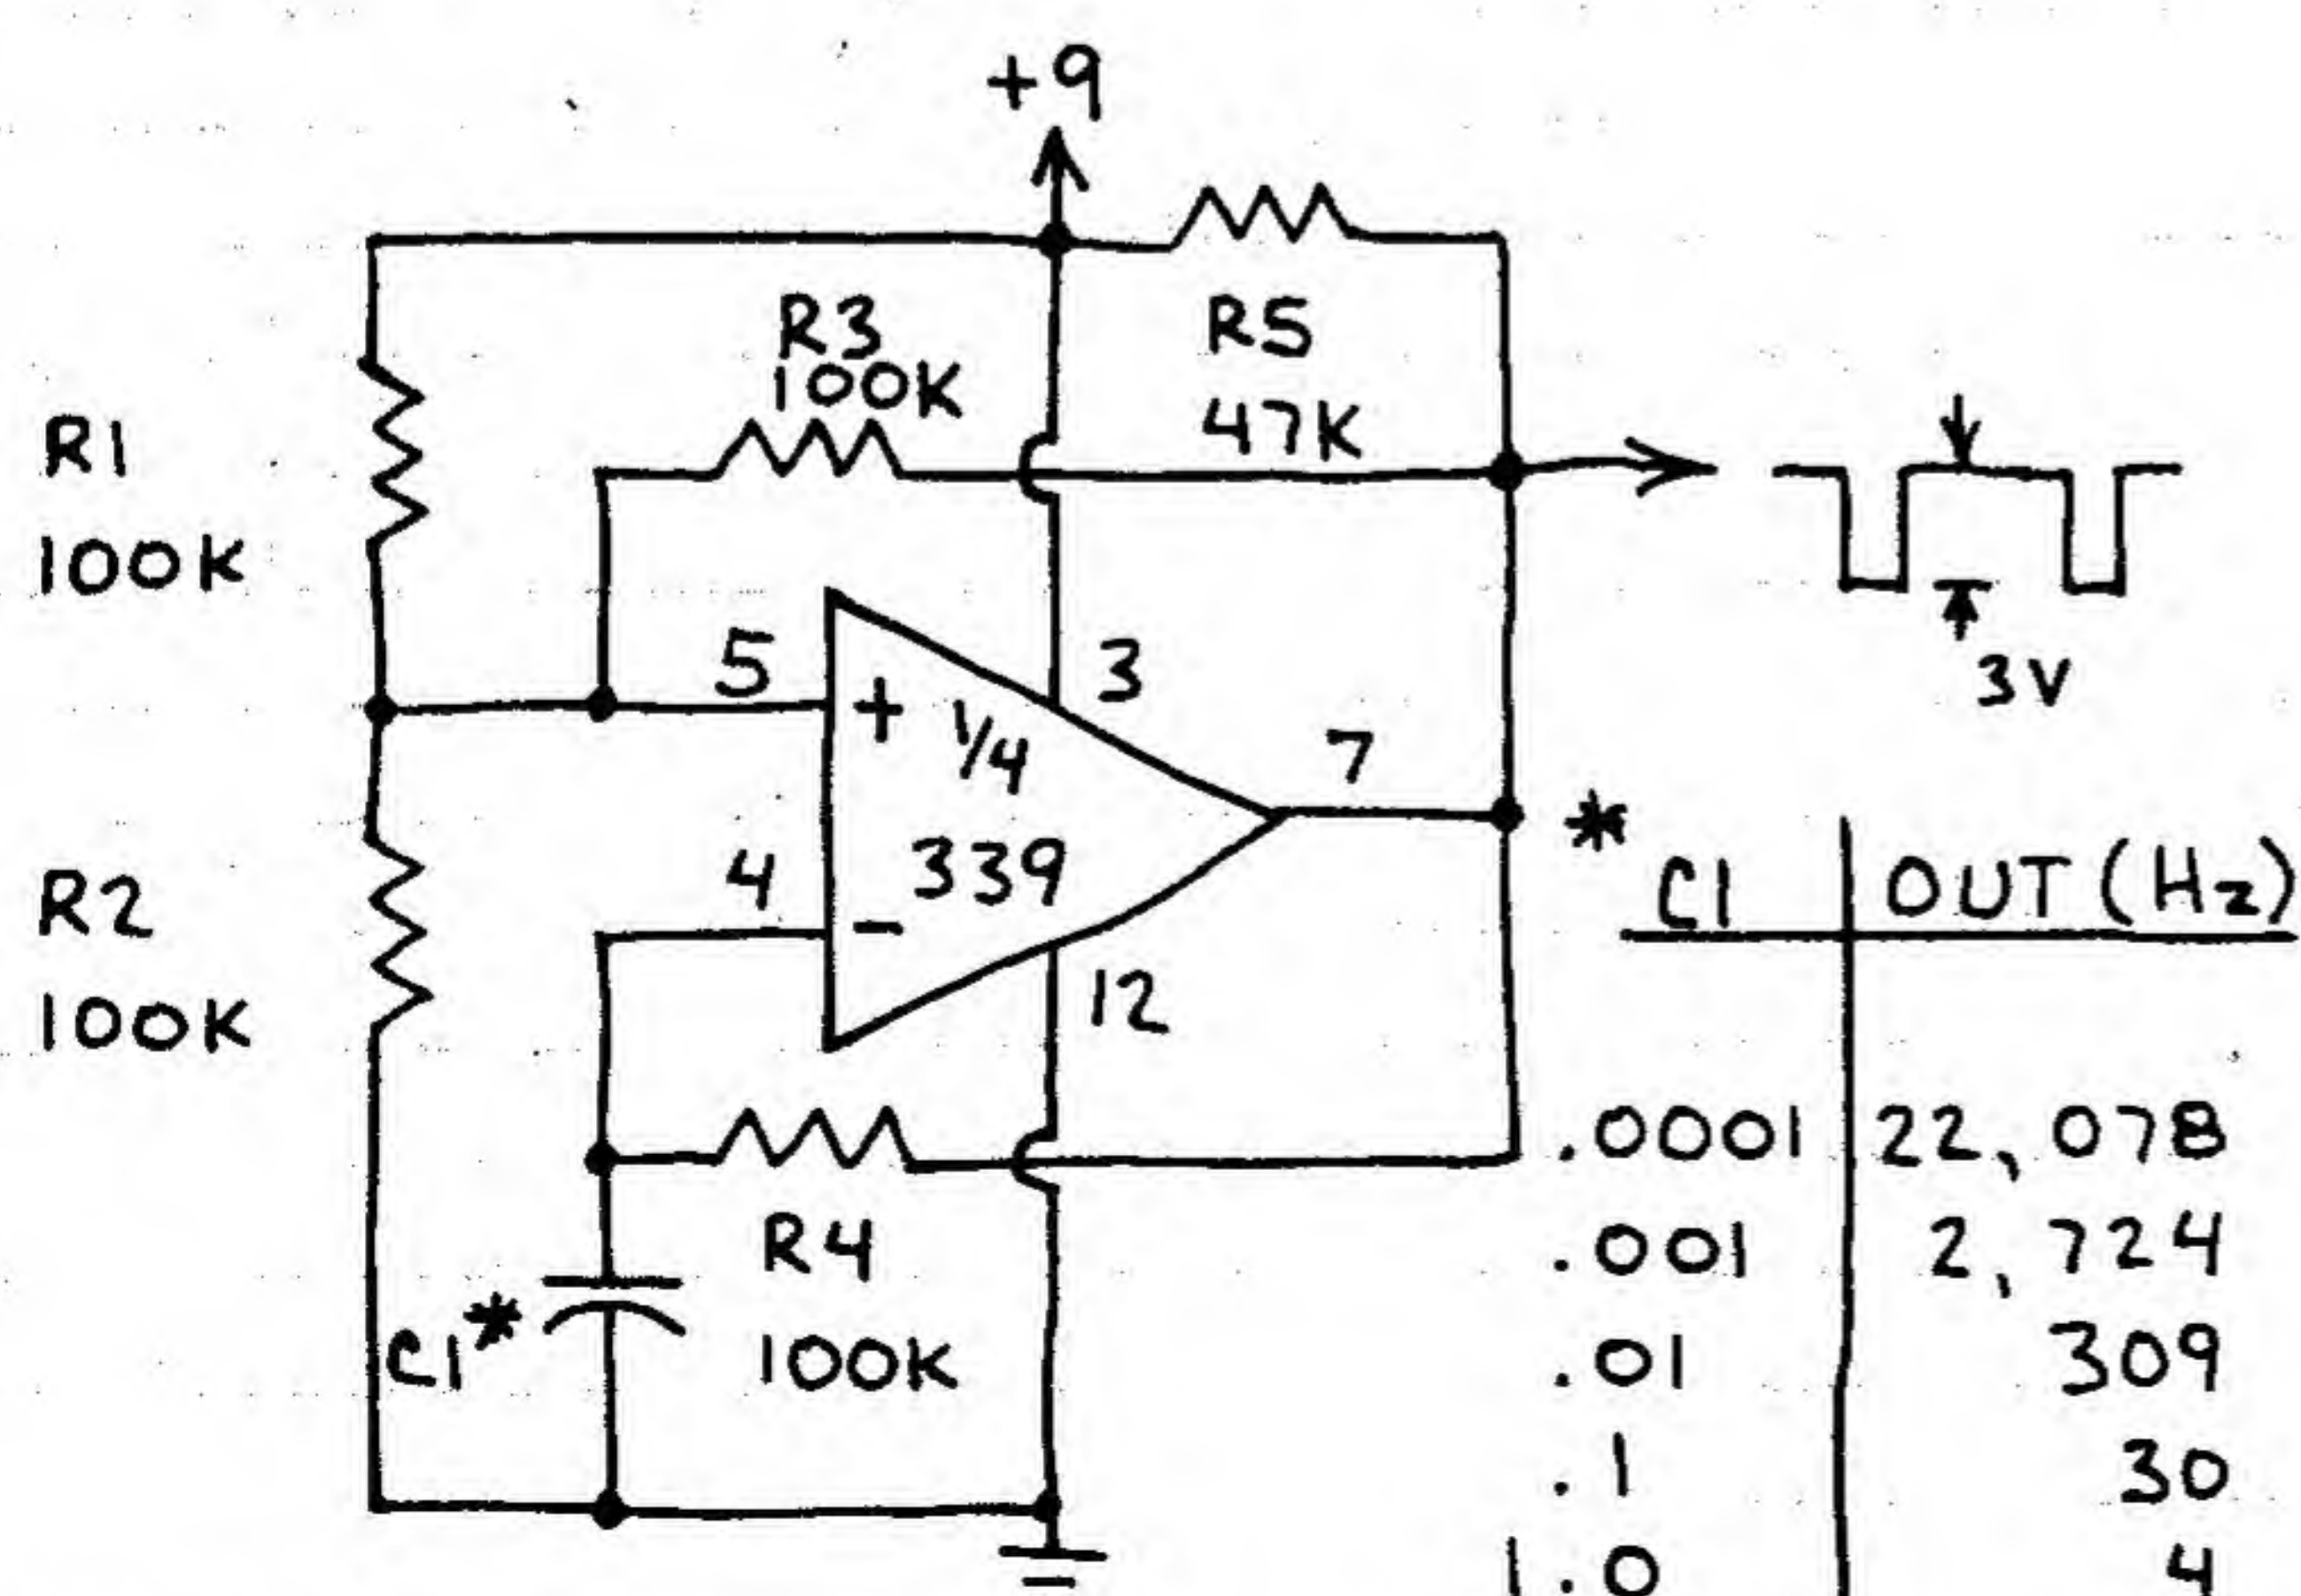 +9
R3
100K
R5
47K
R1
100K
5
+
3
1/4
7
3V
R2
100K
4
-
339
12
*
C1 OUT (Hz)
.0001 22,078
.001 2,724
.01 309
.1 30
1.0 4
R4
100K
C1*